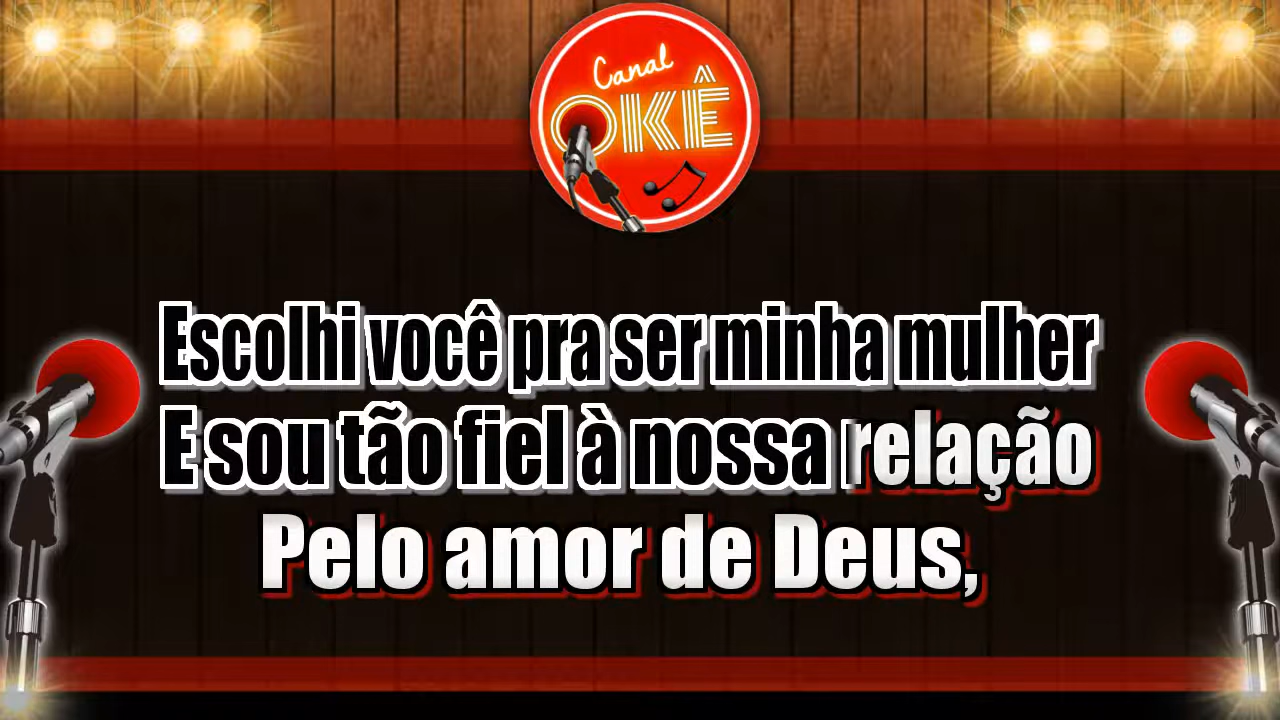 Canal
OKÊ
Escolhi você pra ser minha mulher
E sou tão fiel à nossa relação
Pelo amor de Deus,